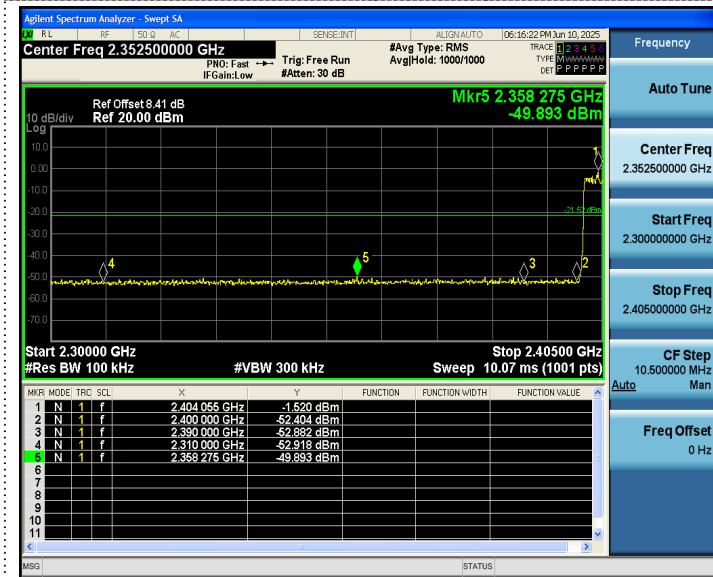 Agilent Spectrum Analyzer - Swept SA
RL RF 50 Ω AC SENSE:INT ALIGNAUTO 06:16:22 PM Jun 10, 2025
Center Freq 2.352500000 GHz
PNO: Fast
IFGain:Low
Trig: Free Run
#Atten: 30 dB
#Avg Type: RMS
Avg|Hold: 1000/1000
TRACE 1 2 3 4 5 6
TYPE M
DET P P P P P P
Mkr5 2.358 275 GHz
-49.893 dBm
Ref Offset 8.41 dB
10 dB/div Ref 20.00 dBm
Log
10.0
0.00
-10.0
-20.0
-30.0
-40.0
-50.0
-60.0
-70.0
1
-21.52 dBm
4
5
3
2
Start 2.30000 GHz Stop 2.40500 GHz
#Res BW 100 kHz #VBW 300 kHz Sweep 10.07 ms (1001 pts)
MKR MODE TRC SCL X Y FUNCTION FUNCTION WIDTH FUNCTION VALUE
1 N 1 f 2.404 055 GHz -1.520 dBm
2 N 1 f 2.400 000 GHz -52.404 dBm
3 N 1 f 2.390 000 GHz -52.882 dBm
4 N 1 f 2.310 000 GHz -52.918 dBm
5 N 1 f 2.358 275 GHz -49.893 dBm
6
7
8
9
10
11
MSG STATUS
Frequency
Auto Tune
Center Freq
2.352500000 GHz
Start Freq
2.300000000 GHz
Stop Freq
2.405000000 GHz
CF Step
10.500000 MHz
Auto Man
Freq Offset
0 Hz